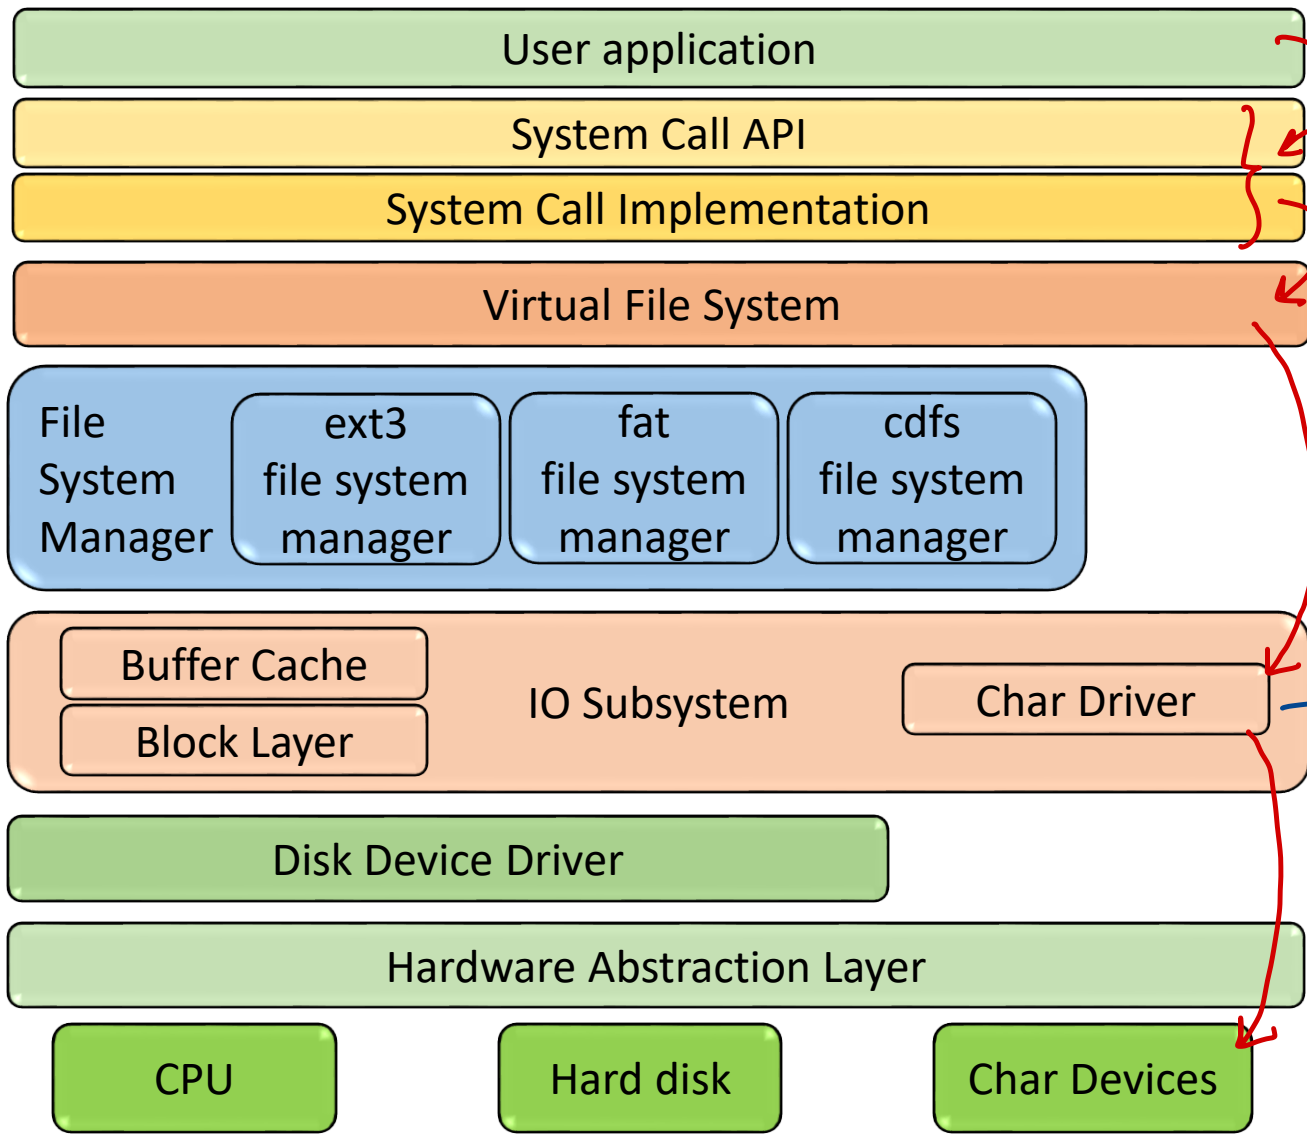 User application
System Call API
System Call Implementation
Virtual File System
File
System
Manager
ext3
file system
manager
fat
file system
manager
cdfs
file system
manager
Buffer Cache
Block Layer
IO Subsystem
Char Driver
Disk Device Driver
Hardware Abstraction Layer
CPU
Hard disk
Char Devices